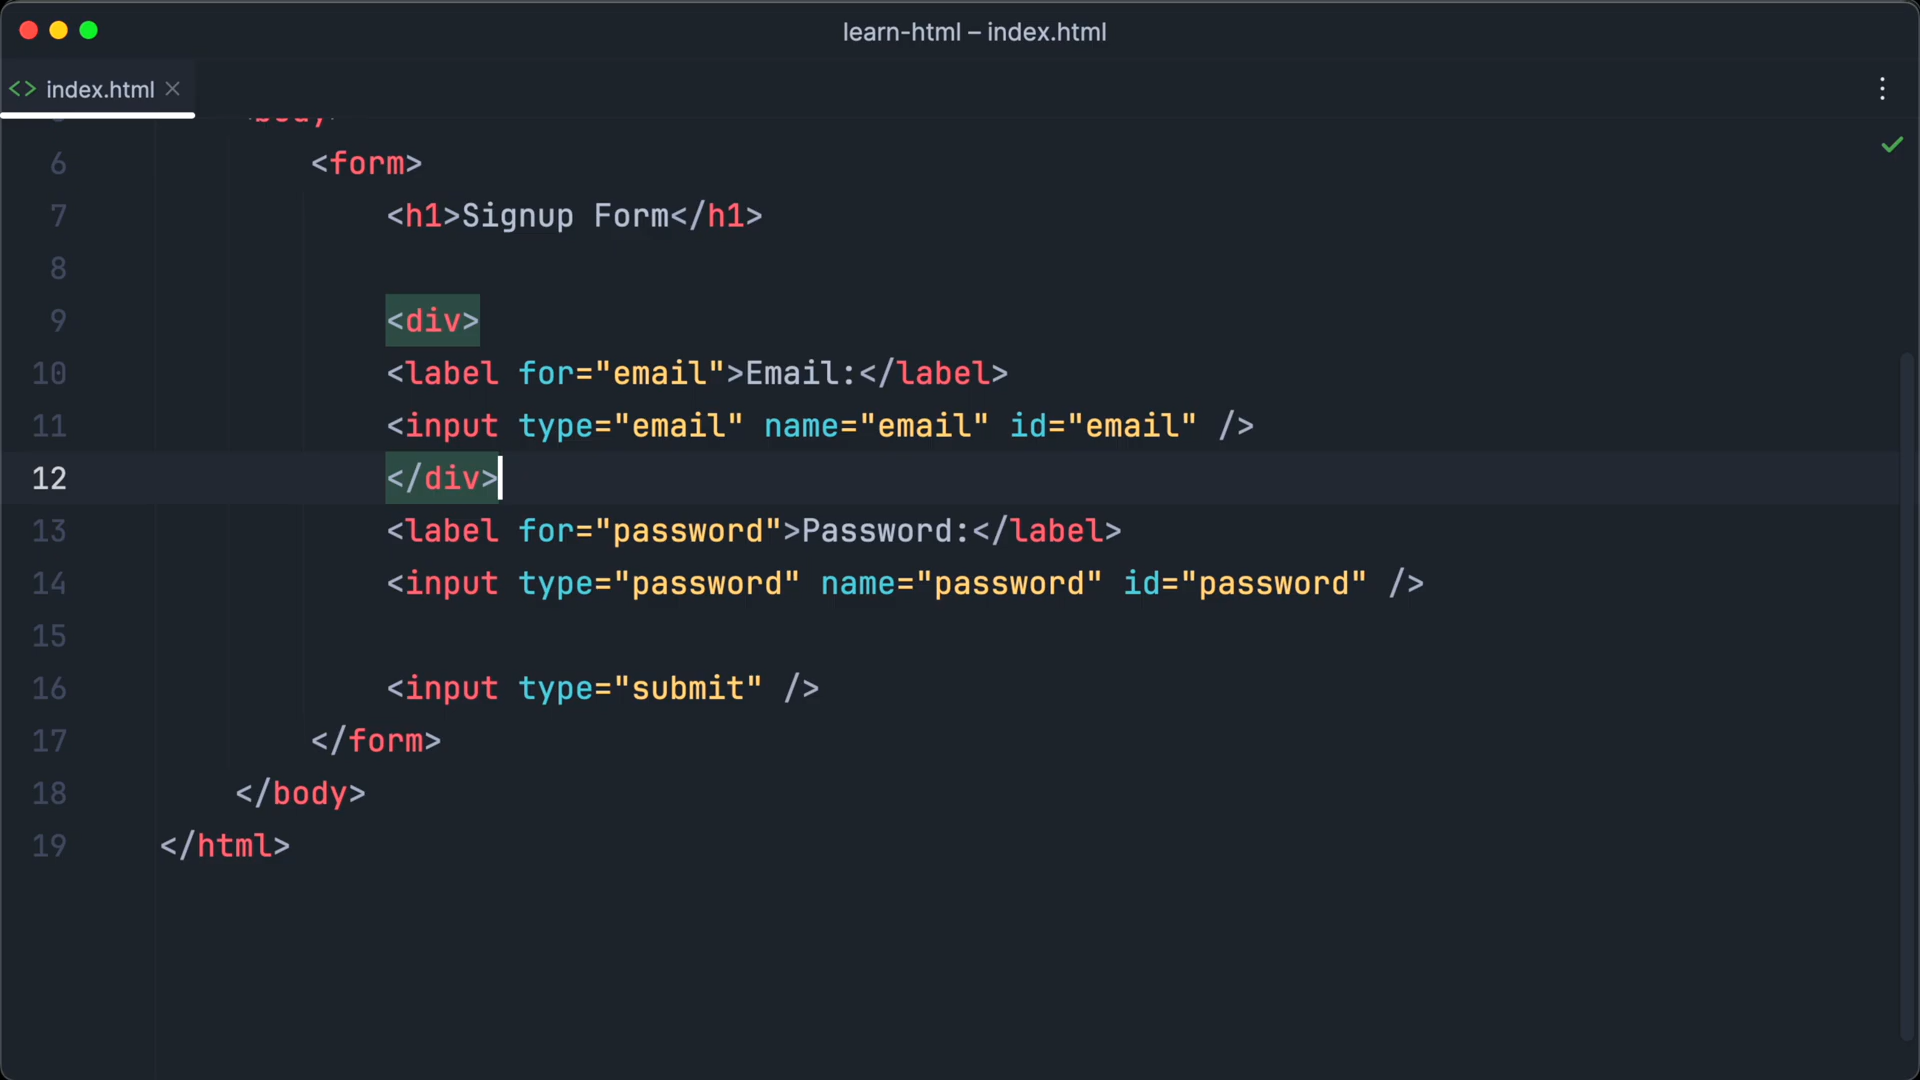 learn-html – index.html
index.html
6 <form>
7 <h1>Signup Form</h1>
8
9 <div>
10 <label for="email">Email:</label>
11 <input type="email" name="email" id="email" />
12 </div>
13 <label for="password">Password:</label>
14 <input type="password" name="password" id="password" />
15
16 <input type="submit" />
17 </form>
18 </body>
19 </html>